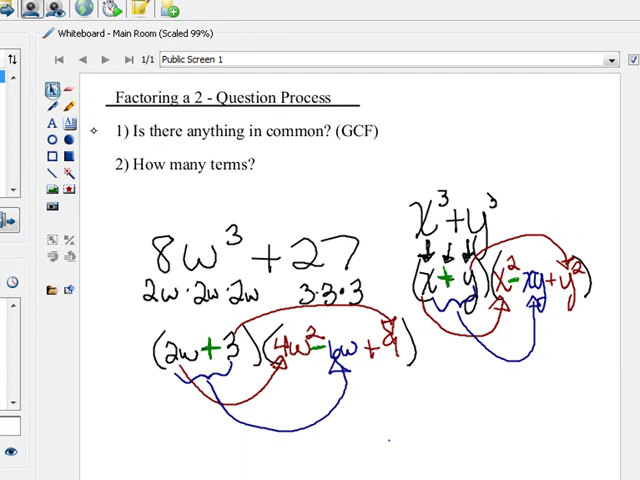 Whiteboard - Main Room (Scaled 99%)
1/1 Public Screen 1
Factoring a 2 - Question Process
1) Is there anything in common? (GCF)
2) How many terms?
x³ + y³
(x + y)(x² - xy + y²)
8w³ + 27
2w·2w·2w 3·3·3
(2w + 3)(4w² - 6w + 9)